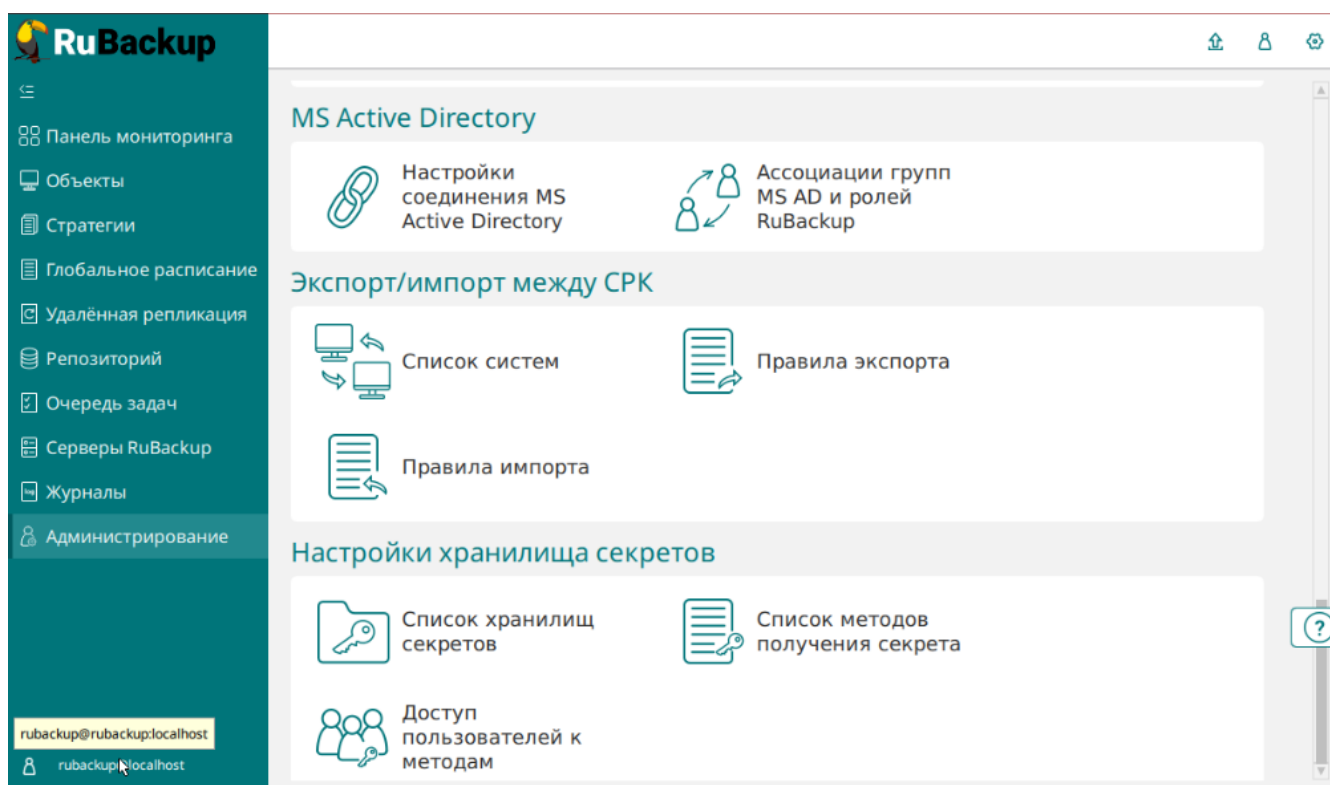 RuBackup
Панель мониторинга
Объекты
Стратегии
Глобальное расписание
Удалённая репликация
Репозиторий
Очередь задач
Серверы RuBackup
Журналы
Администрирование
rubackup@rubackup:localhost
rubackup@localhost
MS Active Directory
Настройки
соединения MS
Active Directory
Ассоциации групп
MS AD и ролей
RuBackup
Экспорт/импорт между СРК
Список систем
Правила экспорта
Правила импорта
Настройки хранилища секретов
Список хранилищ
секретов
Список методов
получения секрета
Доступ
пользователей к
методам
?